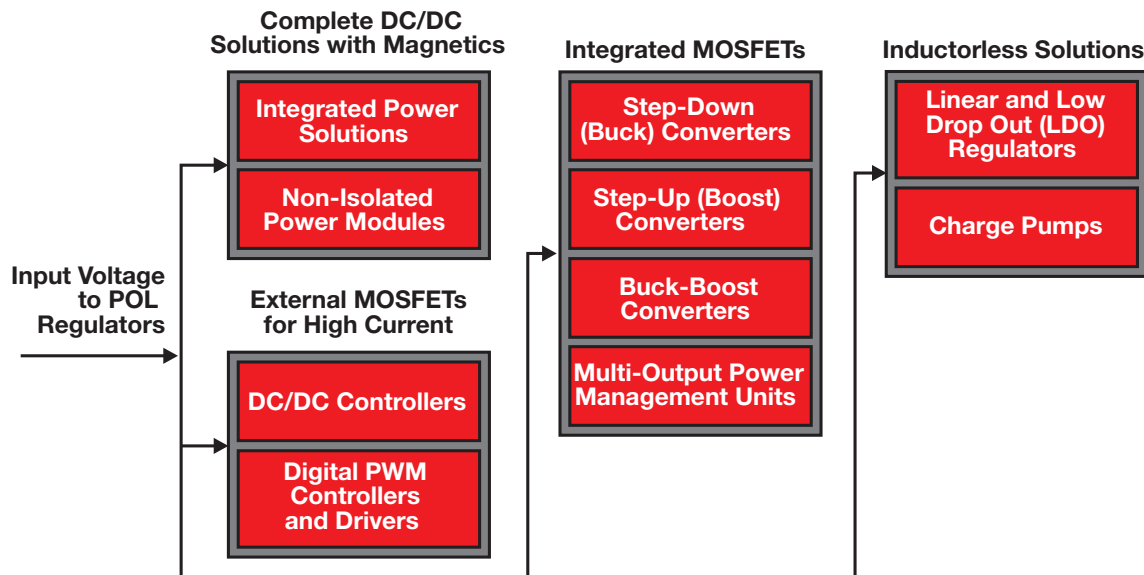 Complete DC/DC
Solutions with Magnetics
Integrated Power
Solutions
Non-Isolated
Power Modules
Input Voltage
to POL
Regulators
External MOSFETs
for High Current
DC/DC Controllers
Digital PWM
Controllers
and Drivers
Integrated MOSFETs
Step-Down
(Buck) Converters
Step-Up (Boost)
Converters
Buck-Boost
Converters
Multi-Output Power
Management Units
Inductorless Solutions
Linear and Low
Drop Out (LDO)
Regulators
Charge Pumps